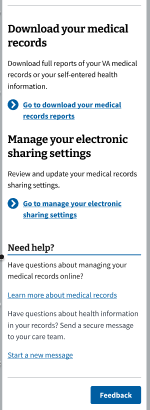 Download your medical
records
Download full reports of your VA medical
records or your self-entered health
information.
Go to download your medical
records reports
Manage your electronic
sharing settings
Review and update your medical records
sharing settings.
Go to manage your electronic
sharing settings
Need help?
Have questions about managing your
medical records online?
Learn more about medical records
Have questions about health information
in your records? Send a secure message
to your care team.
Start a new message
Feedback